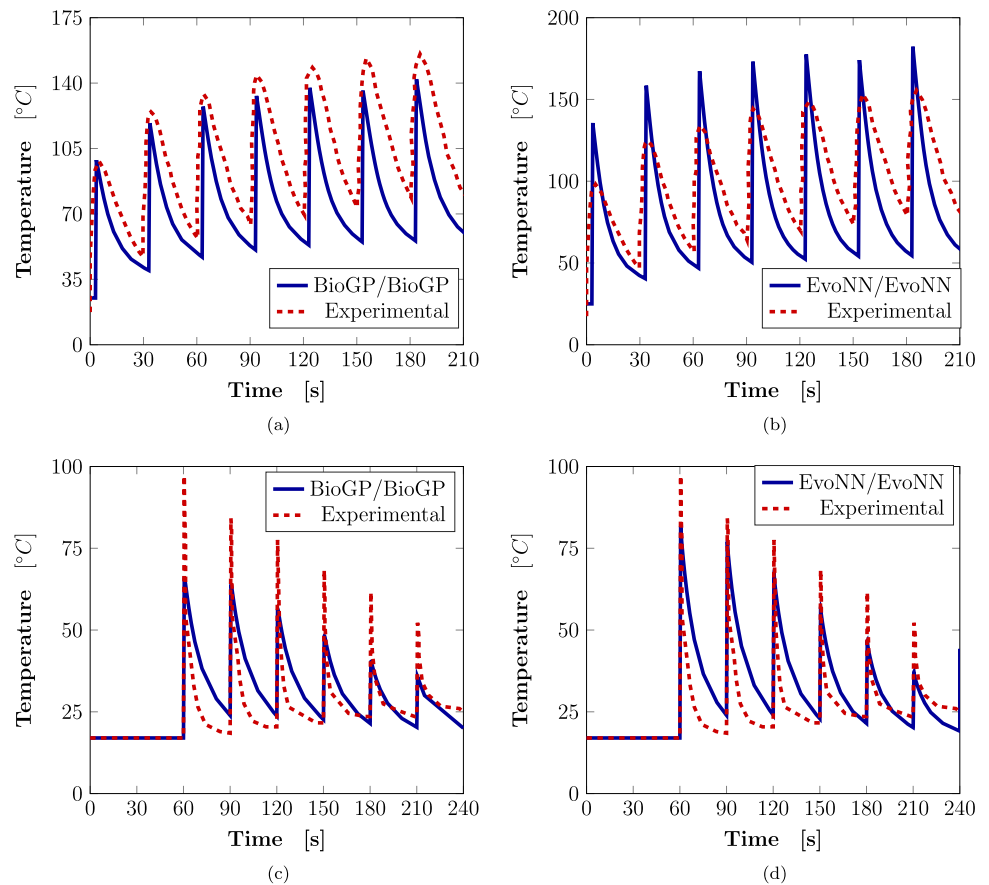 175
140
105
70
35
0
Temperature [°C]
BioGP/BioGP
Experimental
0 30 60 90 120 150 180 210
Time [s]
(a)
200
150
100
50
0
Temperature [°C]
EvoNN/EvoNN
Experimental
0 30 60 90 120 150 180 210
Time [s]
(b)
100
75
50
25
0
Temperature [°C]
BioGP/BioGP
Experimental
0 30 60 90 120 150 180 210 240
Time [s]
(c)
100
75
50
25
0
Temperature [°C]
EvoNN/EvoNN
Experimental
0 30 60 90 120 150 180 210 240
Time [s]
(d)